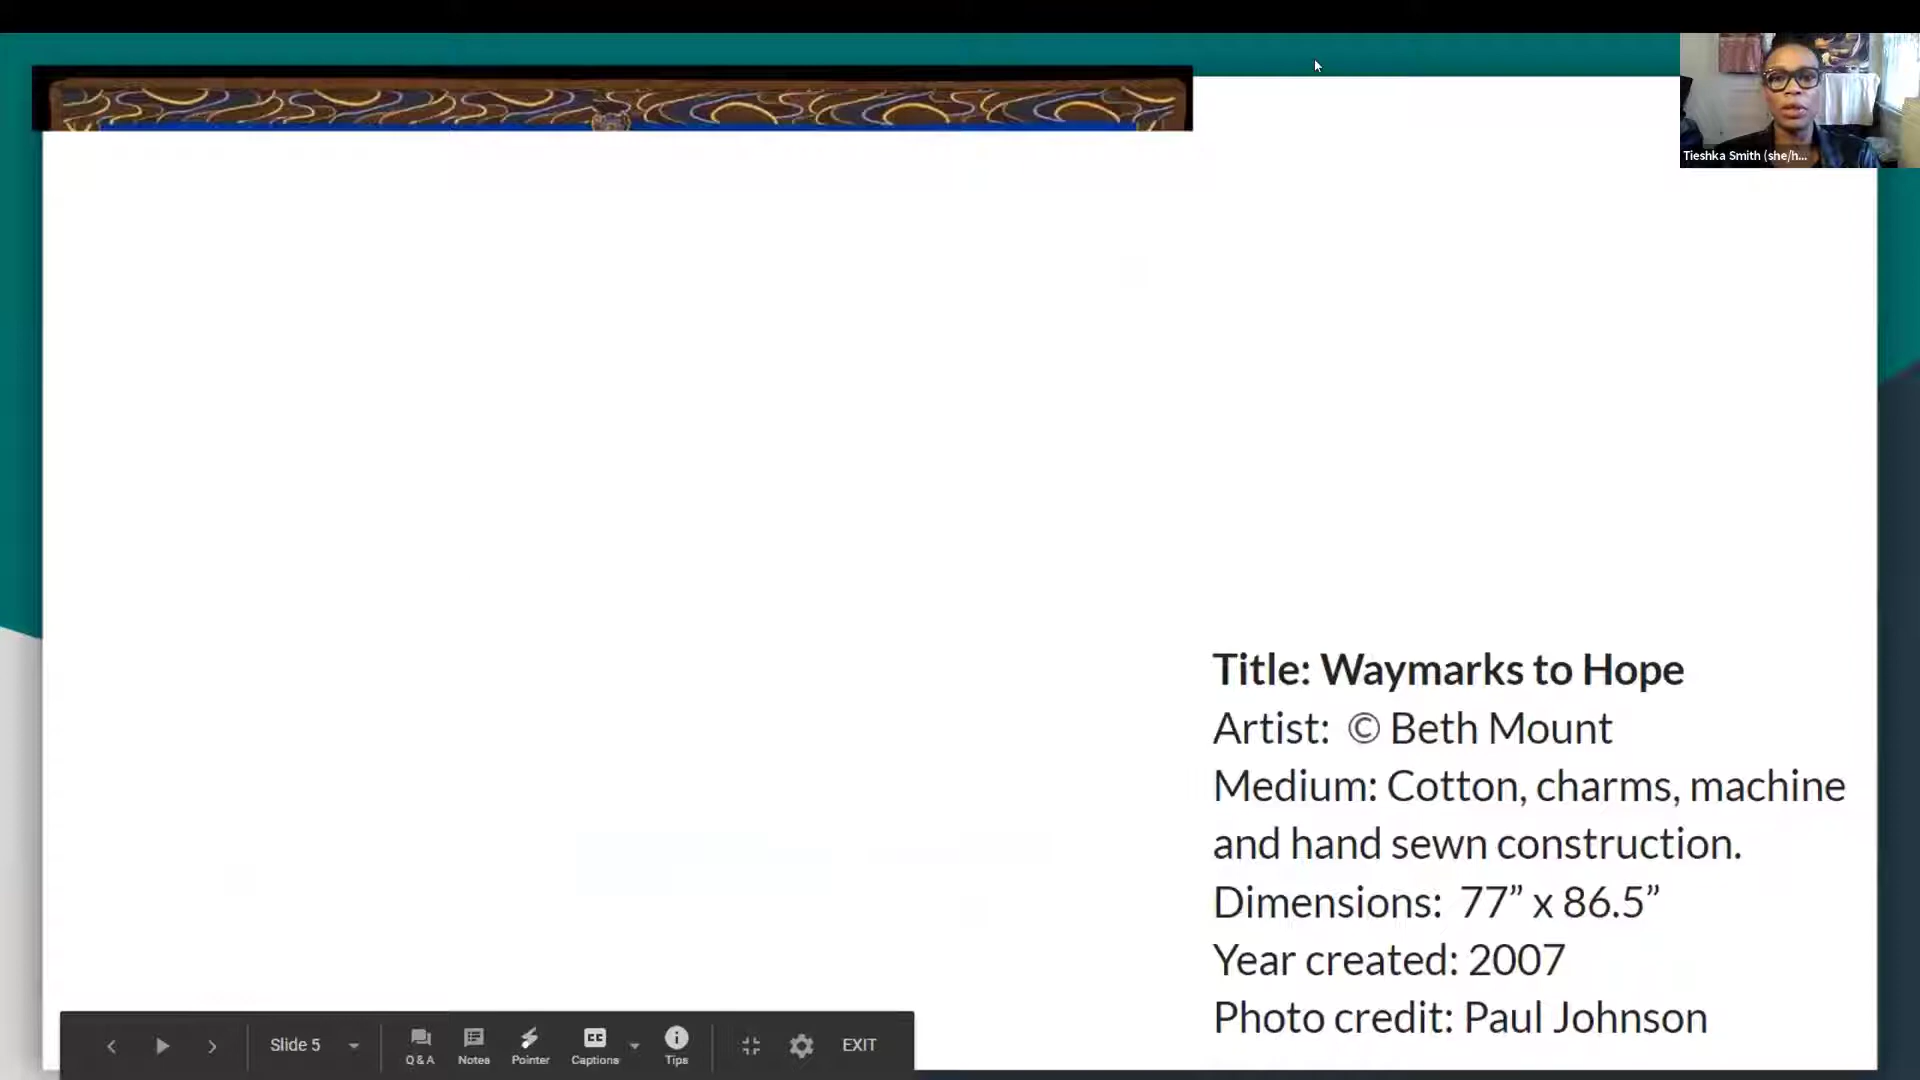 Tieshka Smith (she/h...
Title: Waymarks to Hope
Artist: © Beth Mount
Medium: Cotton, charms, machine
and hand sewn construction.
Dimensions: 77” x 86.5”
Year created: 2007
Photo credit: Paul Johnson
Slide 5
Q & A
Notes
Pointer
CC
Captions
Tips
EXIT